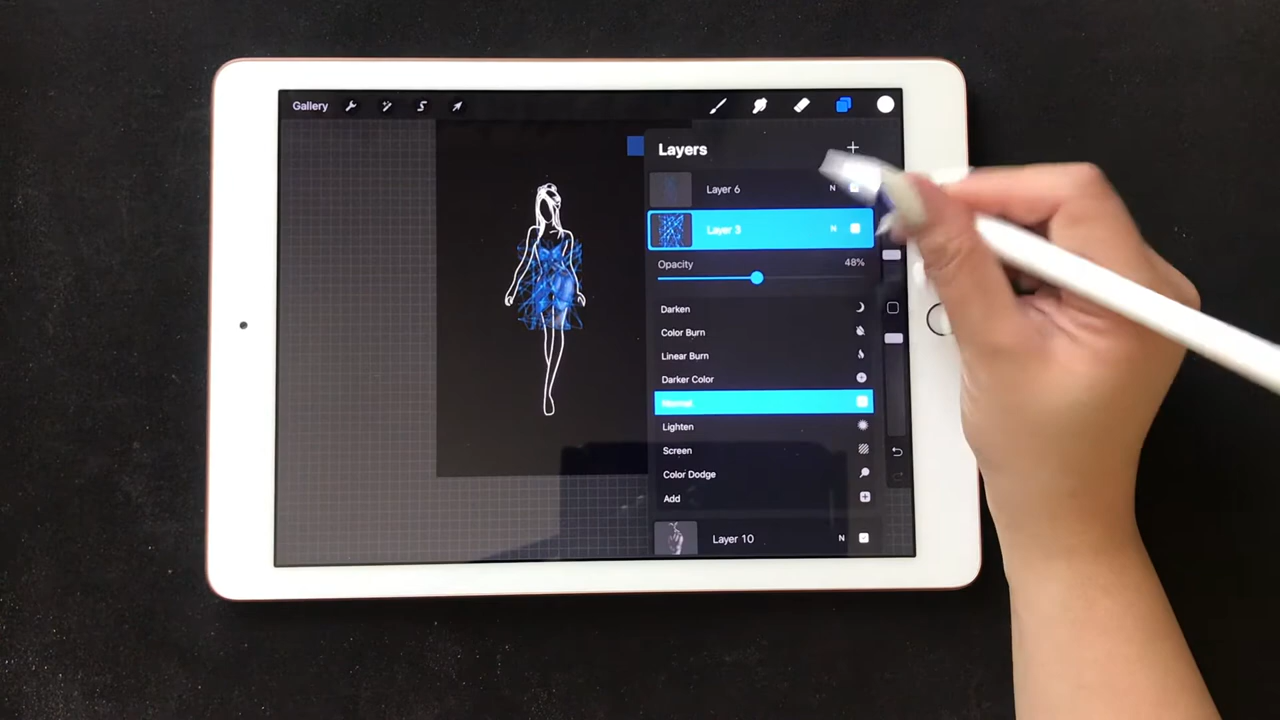 Gallery
Layers
Layer 6 N
Layer 3 N
Opacity 48%
Darken
Color Burn
Linear Burn
Darker Color
Normal
Lighten
Screen
Color Dodge
Add
Layer 10 N